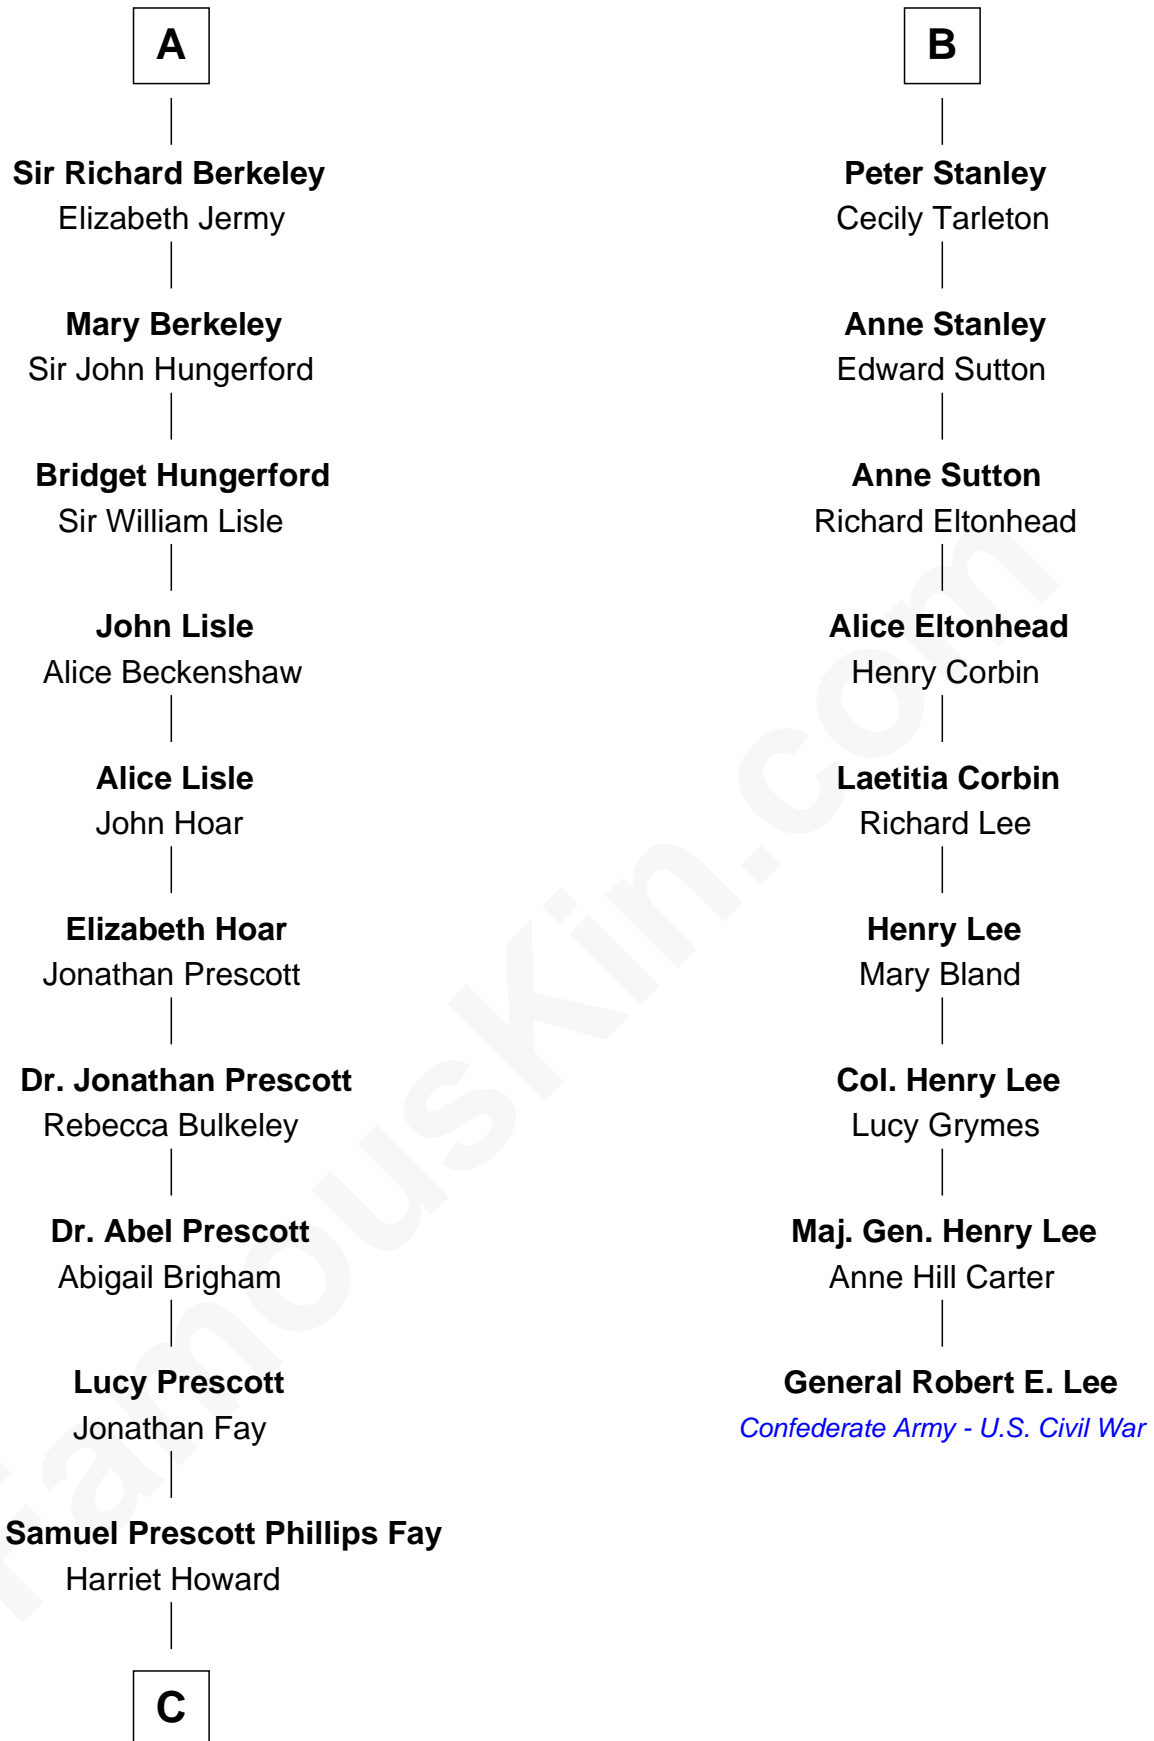 A
Sir Richard Berkeley
Elizabeth Jermy
Mary Berkeley
Sir John Hungerford
Bridget Hungerford
Sir William Lisle
John Lisle
Alice Beckenshaw
Alice Lisle
John Hoar
Elizabeth Hoar
Jonathan Prescott
Dr. Jonathan Prescott
Rebecca Bulkeley
Dr. Abel Prescott
Abigail Brigham
Lucy Prescott
Jonathan Fay
Samuel Prescott Phillips Fay
Harriet Howard
C
B
Peter Stanley
Cecily Tarleton
Anne Stanley
Edward Sutton
Anne Sutton
Richard Eltonhead
Alice Eltonhead
Henry Corbin
Laetitia Corbin
Richard Lee
Henry Lee
Mary Bland
Col. Henry Lee
Lucy Grymes
Maj. Gen. Henry Lee
Anne Hill Carter
General Robert E. Lee
Confederate Army - U.S. Civil War
FamousKin.com